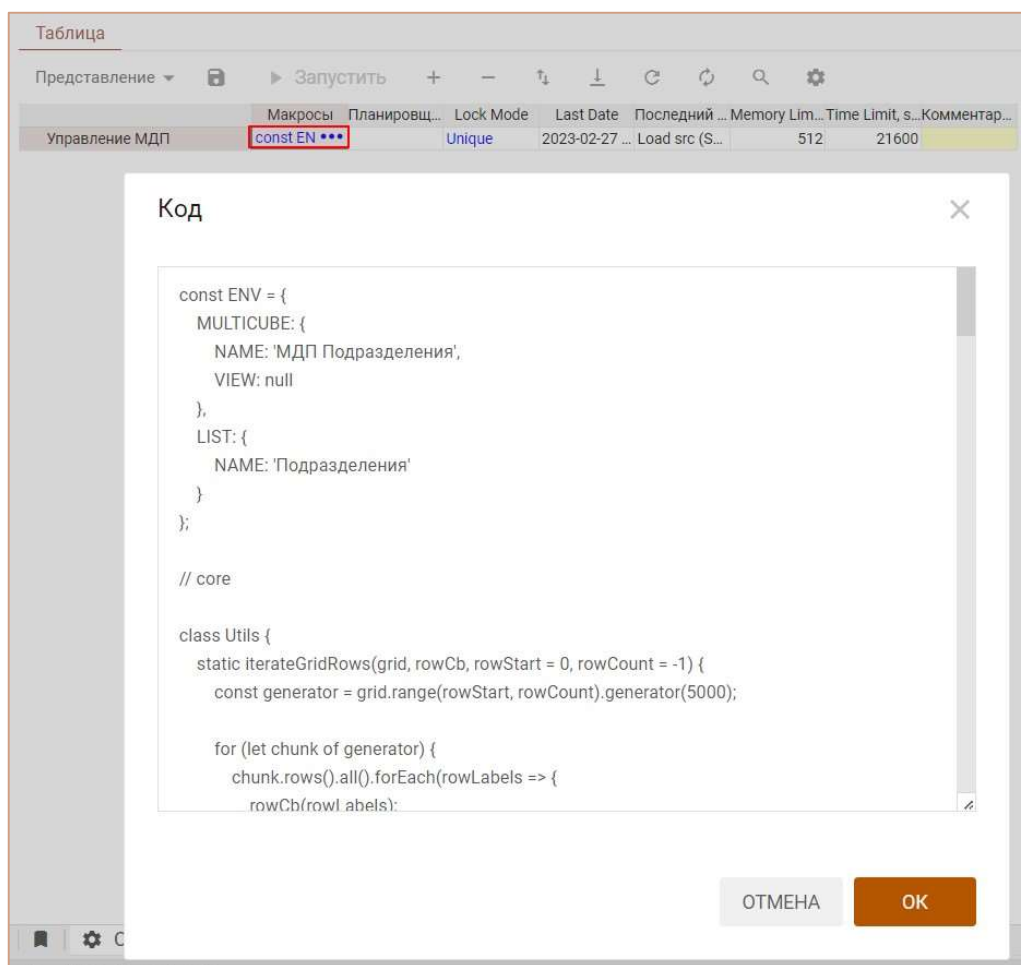 Таблица
Представление Запустить
Макросы Планировщ... Lock Mode Last Date Последний ... Memory Lim... Time Limit, s... Комментар...
Управление МДП const EN ••• Unique 2023-02-27 ... Load src (S... 512 21600
Код
const ENV = {
MULTICUBE: {
NAME: 'МДП Подразделения',
VIEW: null
},
LIST: {
NAME: 'Подразделения'
}
};
// core
class Utils {
static iterateGridRows(grid, rowCb, rowStart = 0, rowCount = -1) {
const generator = grid.range(rowStart, rowCount).generator(5000);
for (let chunk of generator) {
chunk.rows().all().forEach(rowLabels => {
rowCb(rowLabels);
ОТМЕНА ОК